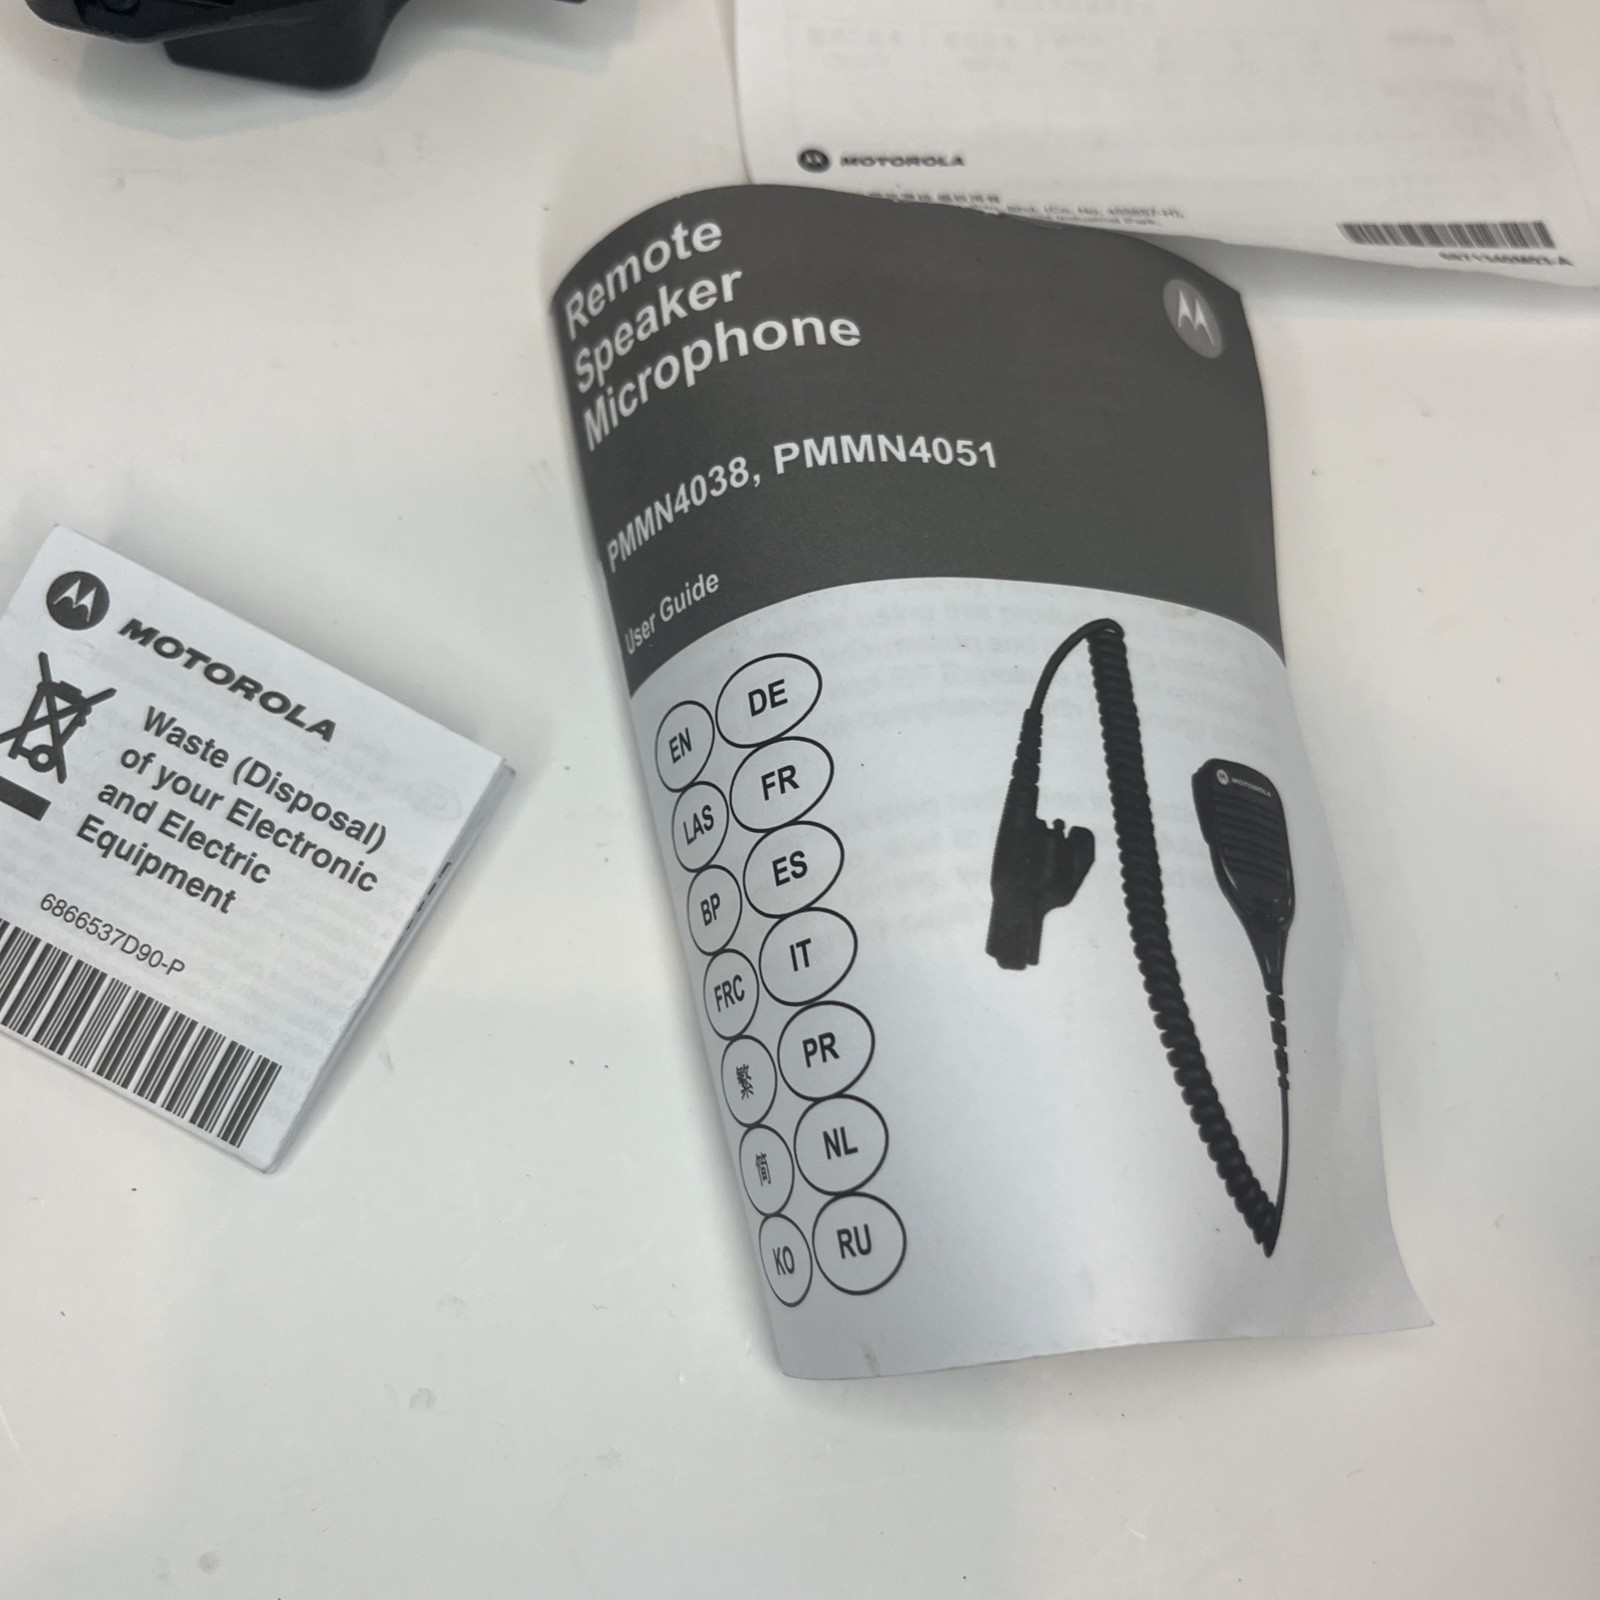 MOTOROLA
Remote
Speaker
Microphone
PMMN4038, PMMN4051
User Guide
EN DE
LAS FR
BP ES
FRC IT
繁 PR
简 NL
KO RU
MOTOROLA
MOTOROLA
Waste (Disposal)
of your Electronic
and Electric
Equipment
6866537D90-P